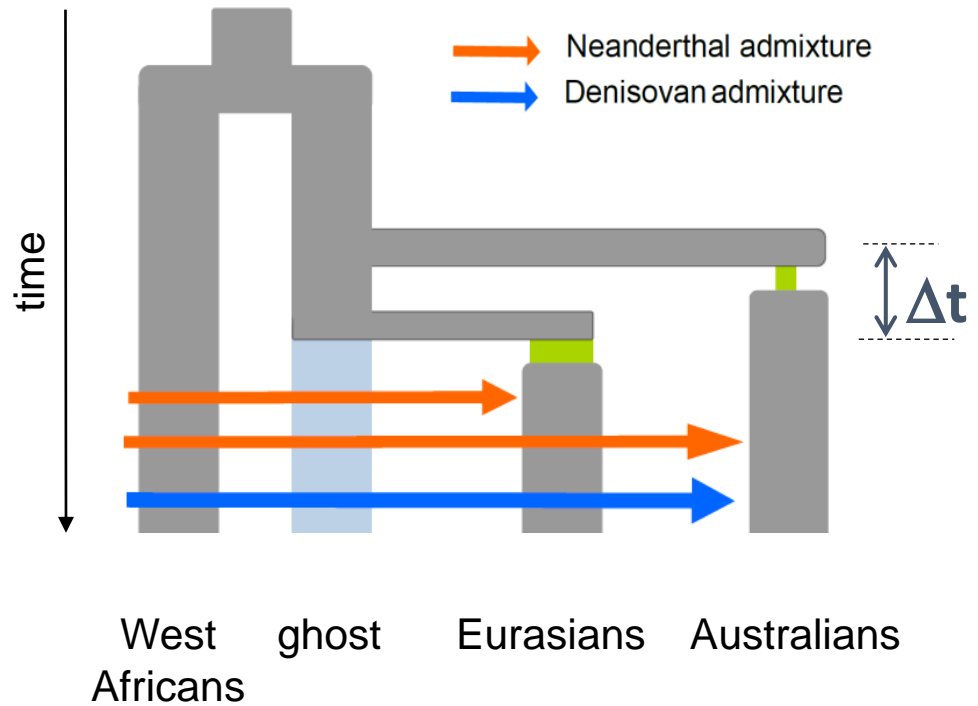 Neanderthal admixture
Denisovan admixture
time
Δt
West ghost Eurasians Australians
Africans